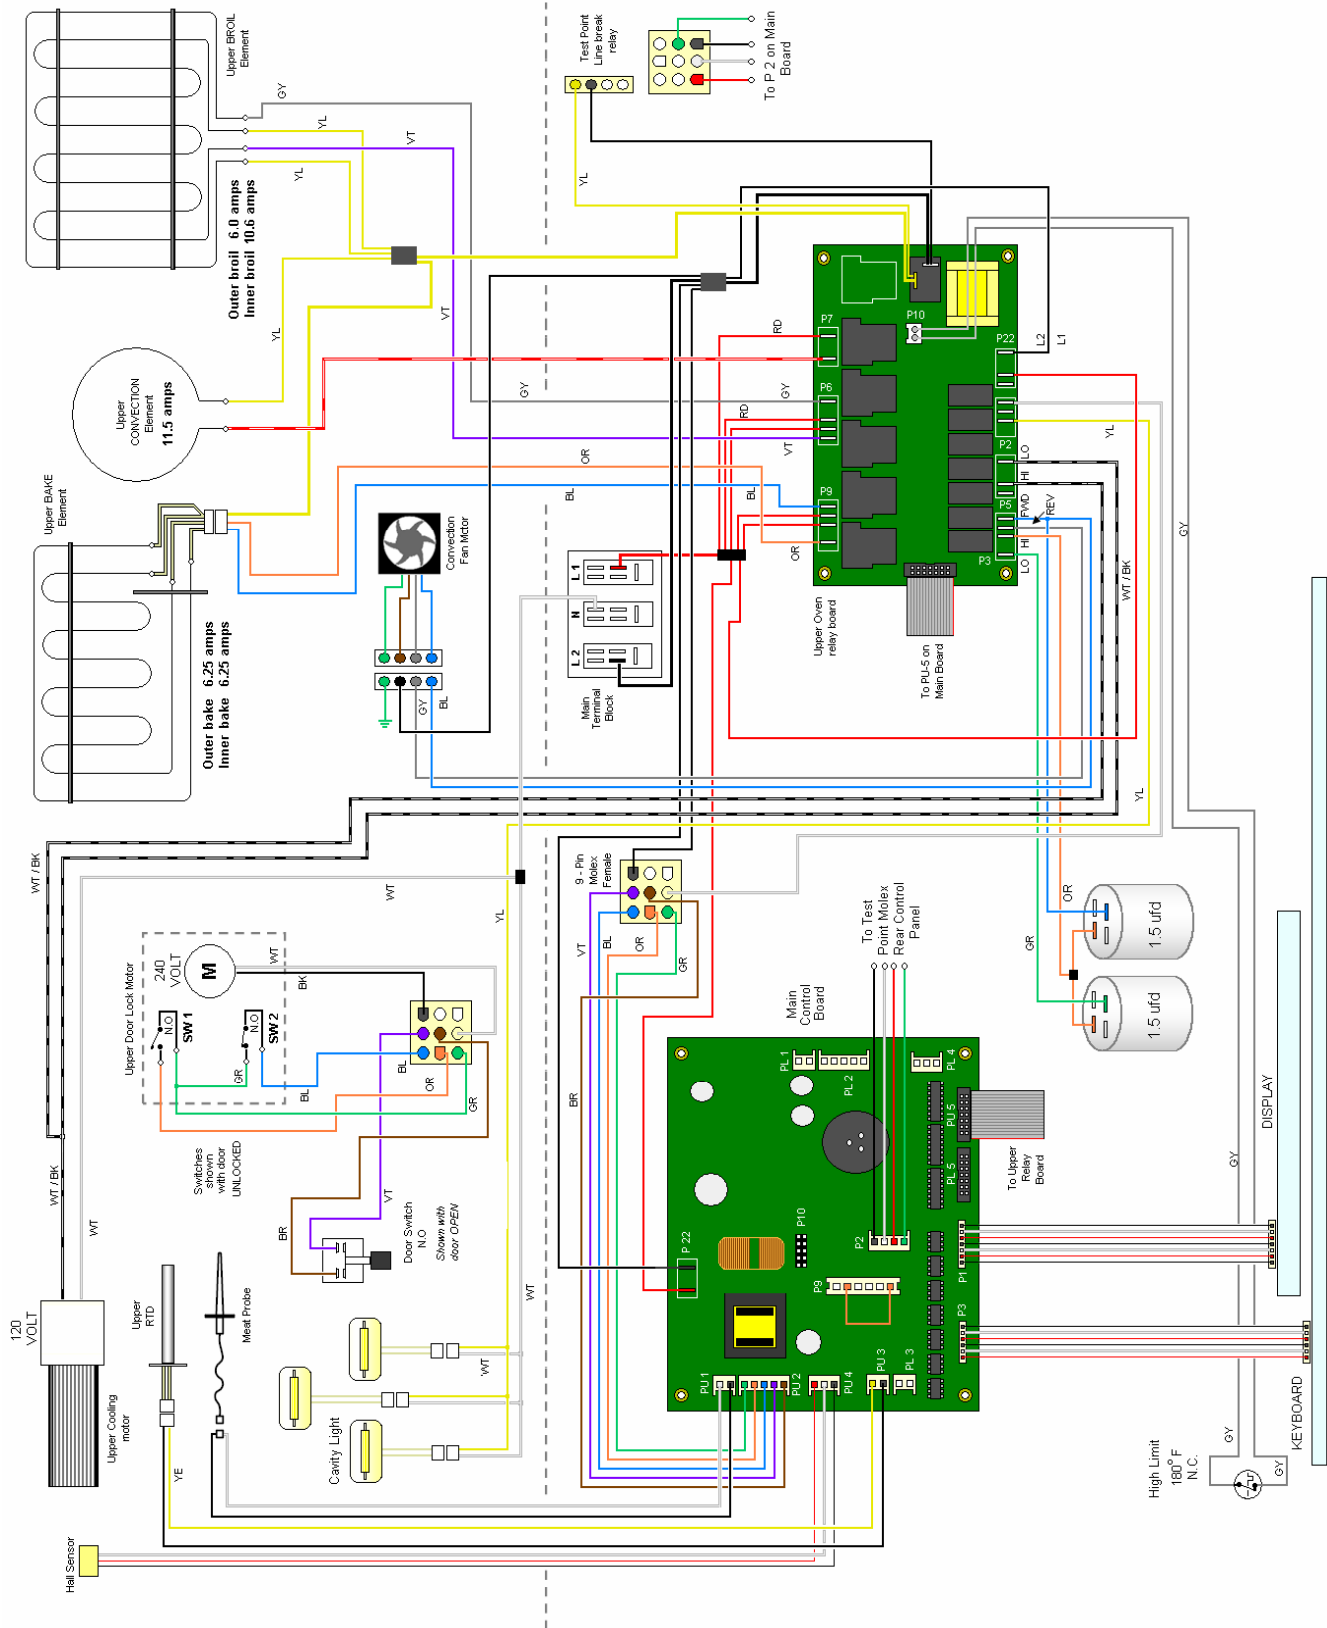 Upper BROIL
Element
GY
YL
VT
YL
Outer broil  6.0 amps
Inner broil 10.6 amps
YL
VT
Upper
CONVECTION
Element
11.5 amps
GY
Upper BAKE
Element
OR
BL
Outer bake  6.25 amps
Inner bake  6.25 amps
Convection
Fan Motor
GY
BL
Test Point
Line break
relay
To P 2 on Main
Board
YL
RD
GY
RD
VT
BL
OR
P7
P6
P9
P10
P22
P2
P5
P3
L2
L1
YL
LO
HI
FWD
REV
HI
LO
WT / BK
GY
Upper Oven
relay board
To PU-5 on
Main Board
L 1
N
L 2
Main
Terminal
Block
YL
WT / BK
WT
YL
Upper Door Lock Motor
240
VOLT
M
N.O
SW 1
N.O
SW 2
GR
WT
BK
BL
BL
OR
GR
Switches
shown
with door
UNLOCKED
WT / BK
WT
BR
VT
Door Switch
N.O
Shown with
door OPEN
120
VOLT
Upper Cooling
motor
Upper
RTD
Meat Probe
YE
Cavity Light
WT
WT
Hall Sensor
9 - Pin
Molex
Female
VT
BL
OR
GR
BR
To Test
Point Molex
Rear Control
Panel
Main
Control
Board
PL 1
PL 2
PL 4
PU 5
PL 5
P 22
P10
P2
P9
P1
P3
PU 1
PU 2
PU 4
PU 3
PL 3
To Upper
Relay
Board
OR
GR
1.5 ufd
1.5 ufd
GY
GY
GY
High Limit
180° F
N.C.
DISPLAY
KEYBOARD